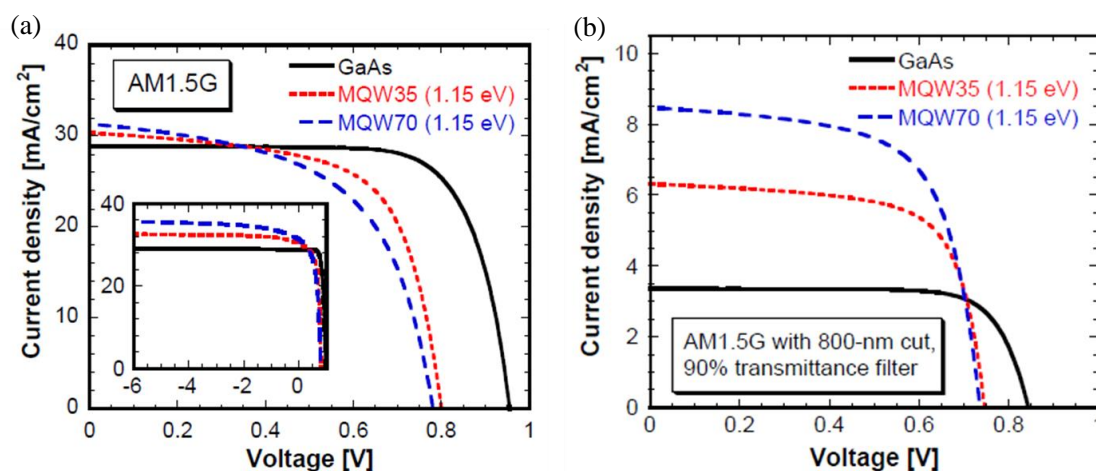 (a)
40
30
20
10
0
Current density [mA/cm²]
AM1.5G
GaAs
MQW35 (1.15 eV)
MQW70 (1.15 eV)
40
20
0
-6 -4 -2 0
0 0.2 0.4 0.6 0.8 1
Voltage [V]
(b)
10
8
6
4
2
0
Current density [mA/cm²]
GaAs
MQW35 (1.15 eV)
MQW70 (1.15 eV)
AM1.5G with 800-nm cut,
90% transmittance filter
0 0.2 0.4 0.6 0.8 1
Voltage [V]